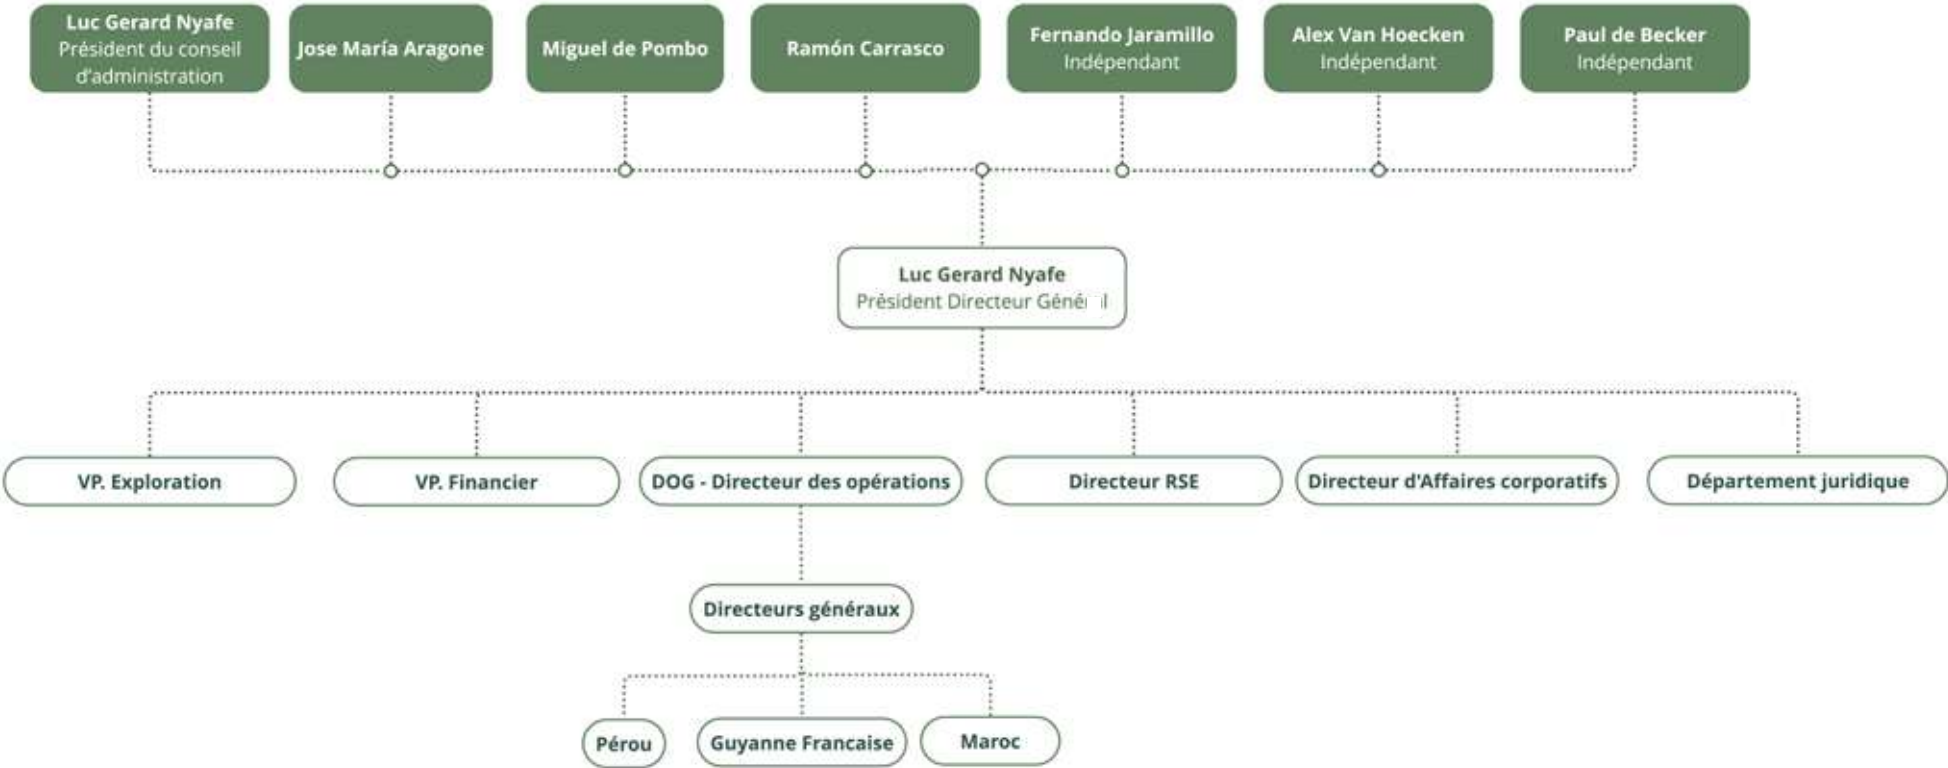 Luc Gerard Nyafe
Président du conseil
d'administration
Jose María Aragone
Miguel de Pombo
Ramón Carrasco
Fernando Jaramillo
Indépendant
Alex Van Hoecken
Indépendant
Paul de Becker
Indépendant
Luc Gerard Nyafe
Président Directeur Général
VP. Exploration
VP. Financier
DOG - Directeur des opérations
Directeur RSE
Directeur d'Affaires corporatifs
Département juridique
Directeurs généraux
Pérou
Guyanne Francaise
Maroc